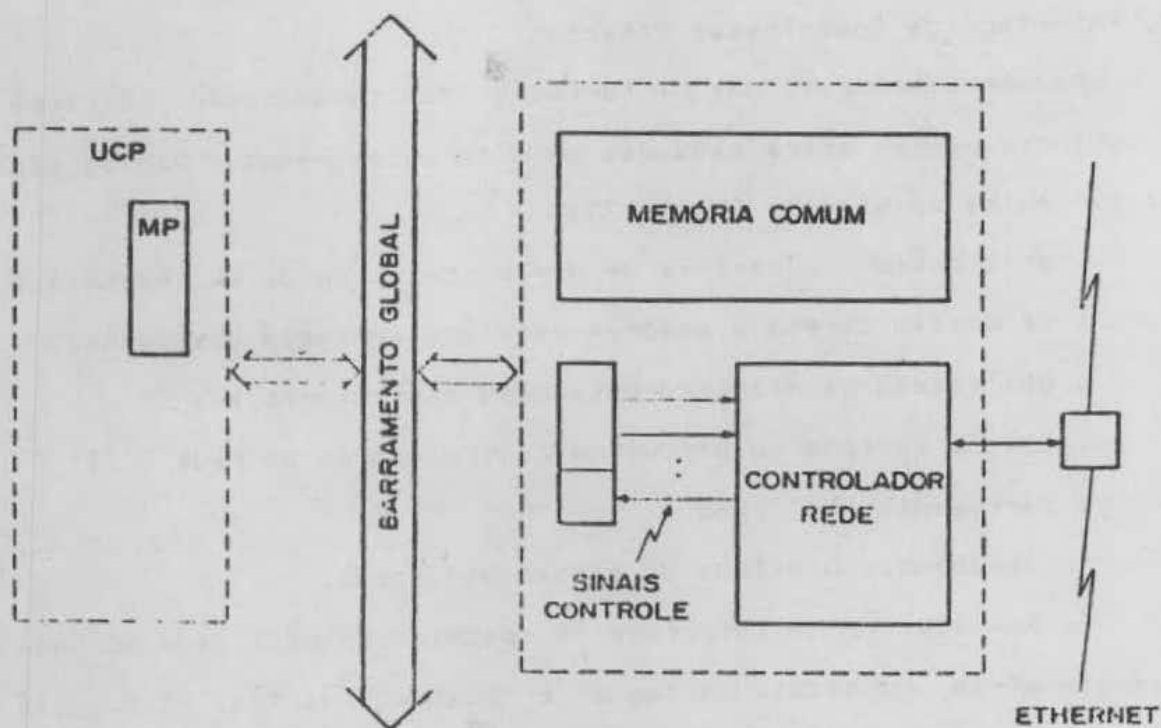 UCP
MP
BARRAMENTO GLOBAL
MEMÓRIA COMUM
CONTROLADOR
REDE
SINAIS
CONTROLE
ETHERNET